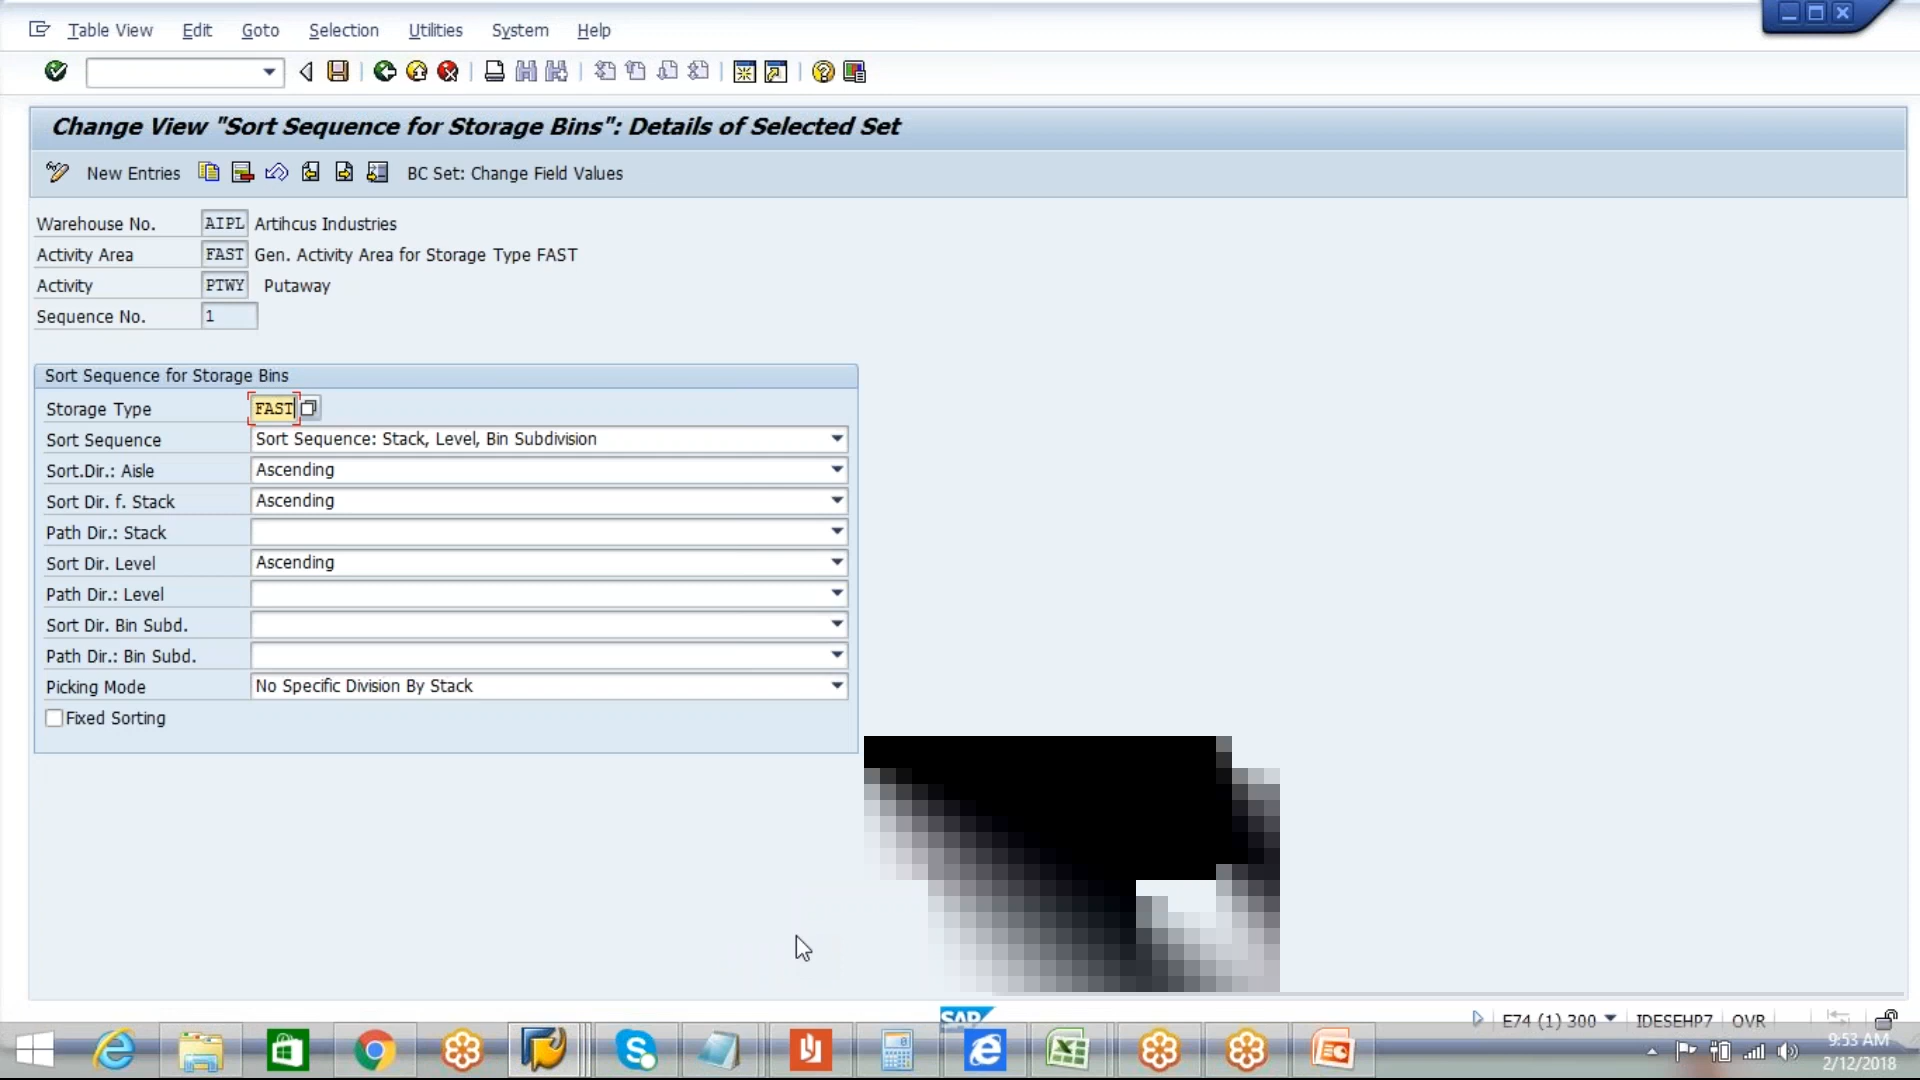 Table View Edit Goto Selection Utilities System Help
Change View "Sort Sequence for Storage Bins": Details of Selected Set
New Entries BC Set: Change Field Values
Warehouse No. AIPL Artihcus Industries
Activity Area FAST Gen. Activity Area for Storage Type FAST
Activity PTWY Putaway
Sequence No. 1
Sort Sequence for Storage Bins
Storage Type FAST
Sort Sequence Sort Sequence: Stack, Level, Bin Subdivision
Sort.Dir.: Aisle Ascending
Sort Dir. f. Stack Ascending
Path Dir.: Stack
Sort Dir. Level Ascending
Path Dir.: Level
Sort Dir. Bin Subd.
Path Dir.: Bin Subd.
Picking Mode No Specific Division By Stack
Fixed Sorting
SAP
E74 (1) 300 IDESEHP7 OVR
9:53 AM
2/12/2018